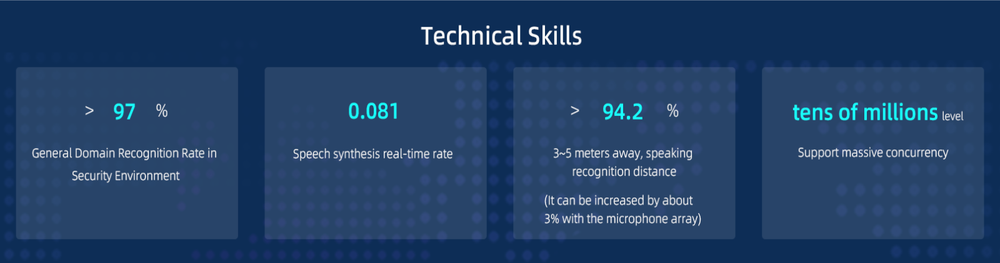 Technical Skills
> 97 %
General Domain Recognition Rate in
Security Environment
0.081
Speech synthesis real-time rate
> 94.2 %
3~5 meters away, speaking
recognition distance
(It can be increased by about
3% with the microphone array)
tens of millions level
Support massive concurrency